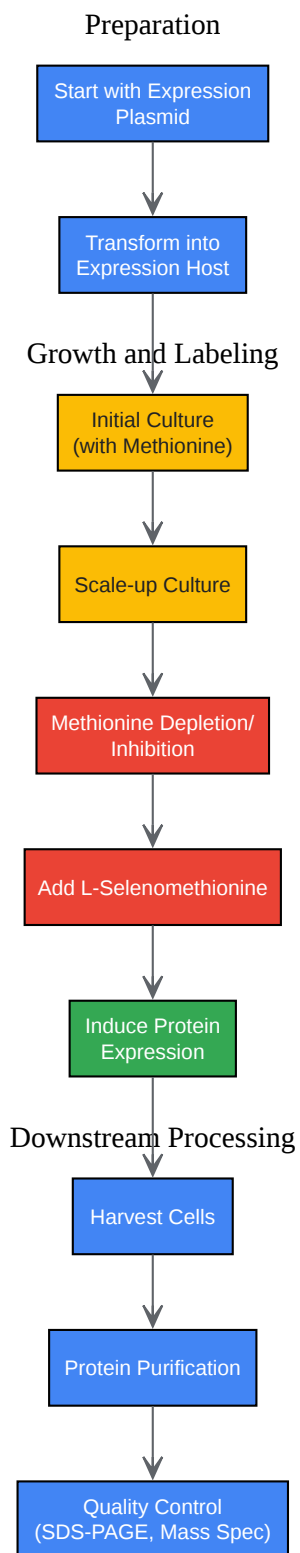 Preparation
Start with Expression
Plasmid
Transform into
Expression Host
Growth and Labeling
Initial Culture
(with Methionine)
Scale-up Culture
Methionine Depletion/
Inhibition
Add L-Selenomethionine
Induce Protein
Expression
Downstream Processing
Harvest Cells
Protein Purification
Quality Control
(SDS-PAGE, Mass Spec)